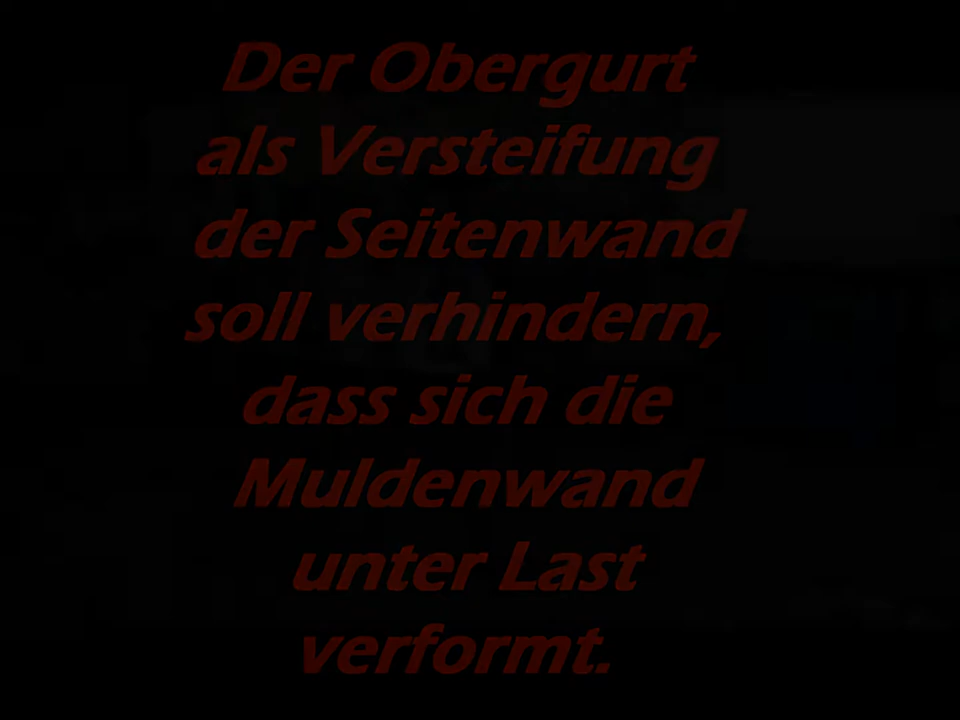 Der Obergurt
als Versteifung
der Seitenwand
soll verhindern,
dass sich die
Muldenwand
unter Last
verformt.